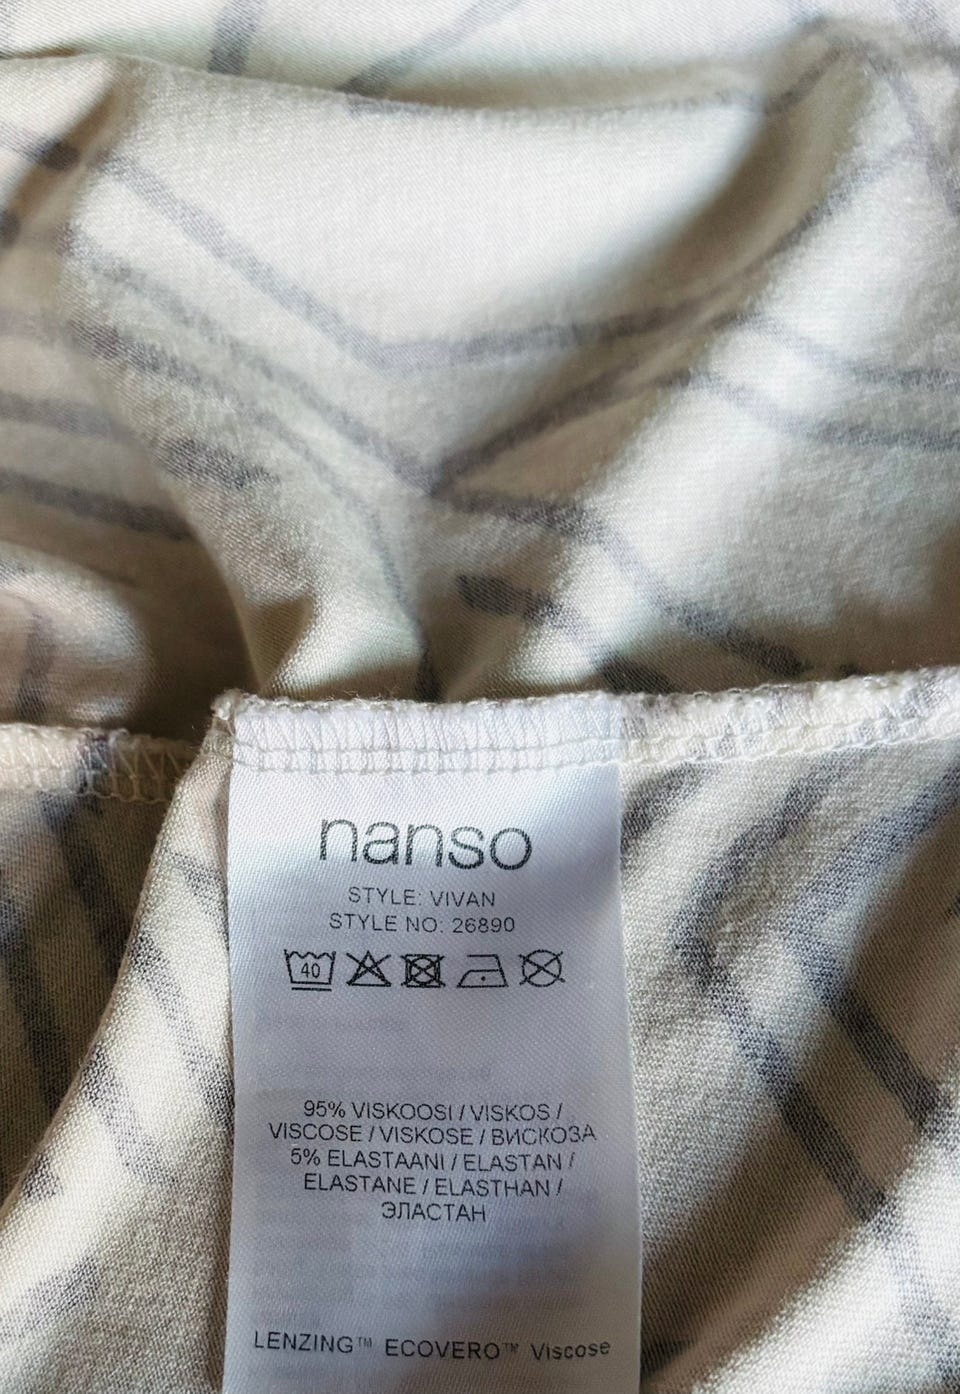 nanso
STYLE: VIVAN
STYLE NO: 26890
40
95% VISKOOSI / VISKOS /
VISCOSE / VISKOSE / ВИСКОЗА
5% ELASTAANI / ELASTAN /
ELASTANE / ELASTHAN /
ЭЛАСТАН
LENZING™ ECOVERO™ Viscose